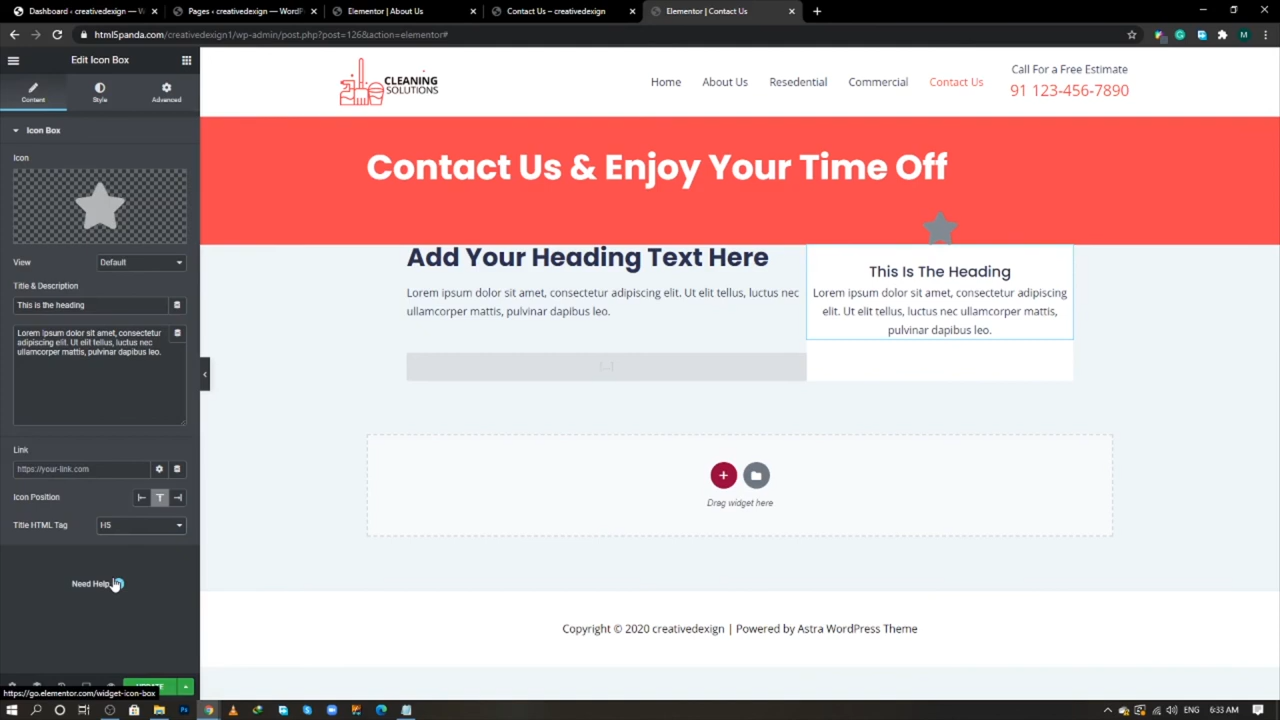 Dashboard ‹ creativedexign — W
Pages ‹ creativedexign — WordPr
Elementor | About Us
Contact Us – creativedexign
Elementor | Contact Us
html5panda.com/creativedexign1/wp-admin/post.php?post=126&action=elementor#
M
Edit Icon Box
Content
Style
Advanced
Icon Box
Icon
View
Default
Title & Description
This is the heading
Lorem ipsum dolor sit amet, consectetur
adipiscing elit. Ut elit tellus, luctus nec
ullamcorper mattis, pulvinar dapibus leo.
Link
https://your-link.com
Icon Position
Title HTML Tag
H5
Need Help
UPDATE
https://go.elementor.com/widget-icon-box
CLEANING
SOLUTIONS
Home
About Us
Resedential
Commercial
Contact Us
Call For a Free Estimate
91 123-456-7890
Contact Us & Enjoy Your Time Off
Add Your Heading Text Here
Lorem ipsum dolor sit amet, consectetur adipiscing elit. Ut elit tellus, luctus nec
ullamcorper mattis, pulvinar dapibus leo.
This Is The Heading
Lorem ipsum dolor sit amet, consectetur adipiscing
elit. Ut elit tellus, luctus nec ullamcorper mattis,
pulvinar dapibus leo.
Drag widget here
Copyright © 2020 creativedexign | Powered by Astra WordPress Theme
ENG
6:33 AM